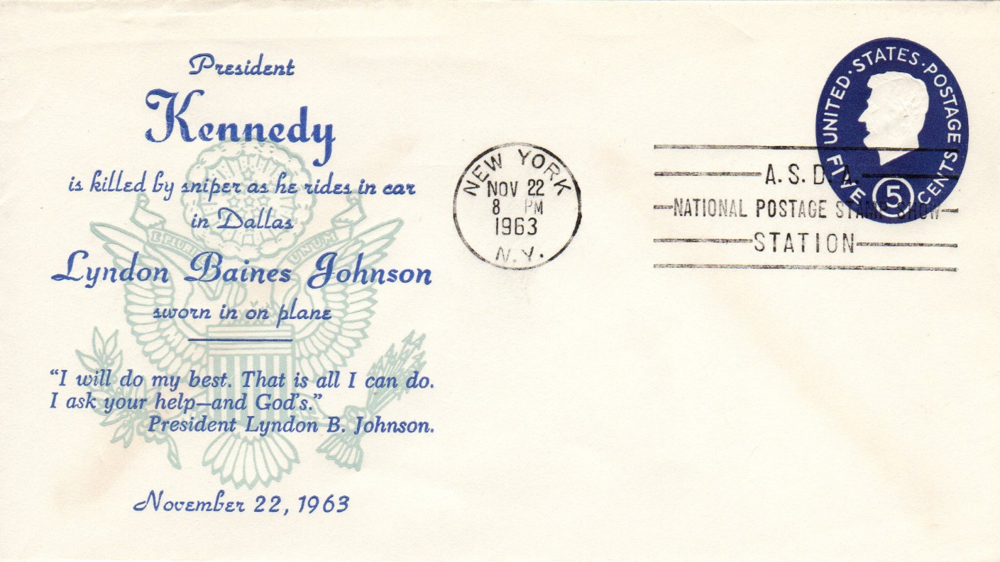 President
Kennedy
is killed by sniper as he rides in car
in Dallas
E PLURI
UNUM
Lyndon Baines Johnson
sworn in on plane
“I will do my best. That is all I can do.
I ask your help—and God’s.”
President Lyndon B. Johnson.
November 22, 1963
NEW YORK
NOV 22
8 PM
1963
N.Y.
UNITED·STATES·POSTAGE
FIVE 5 CENTS
A.S.D.A.
NATIONAL POSTAGE STAMP SHOW
STATION